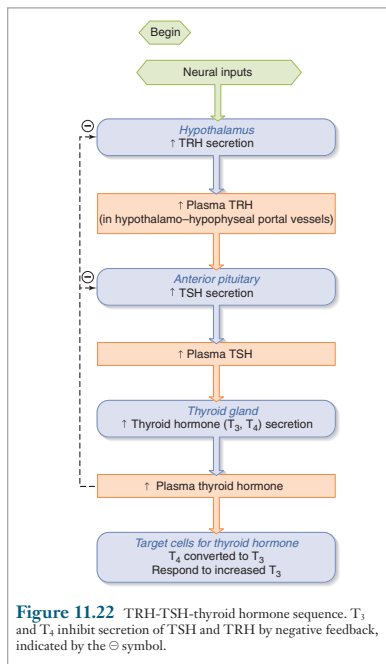 Begin
Neural inputs
⊖
Hypothalamus
↑ TRH secretion
↑ Plasma TRH
(in hypothalamo–hypophyseal portal vessels)
⊖
Anterior pituitary
↑ TSH secretion
↑ Plasma TSH
Thyroid gland
↑ Thyroid hormone (T₃, T₄) secretion
↑ Plasma thyroid hormone
Target cells for thyroid hormone
T₄ converted to T₃
Respond to increased T₃
Figure 11.22 TRH-TSH-thyroid hormone sequence. T₃
and T₄ inhibit secretion of TSH and TRH by negative feedback,
indicated by the ⊖ symbol.